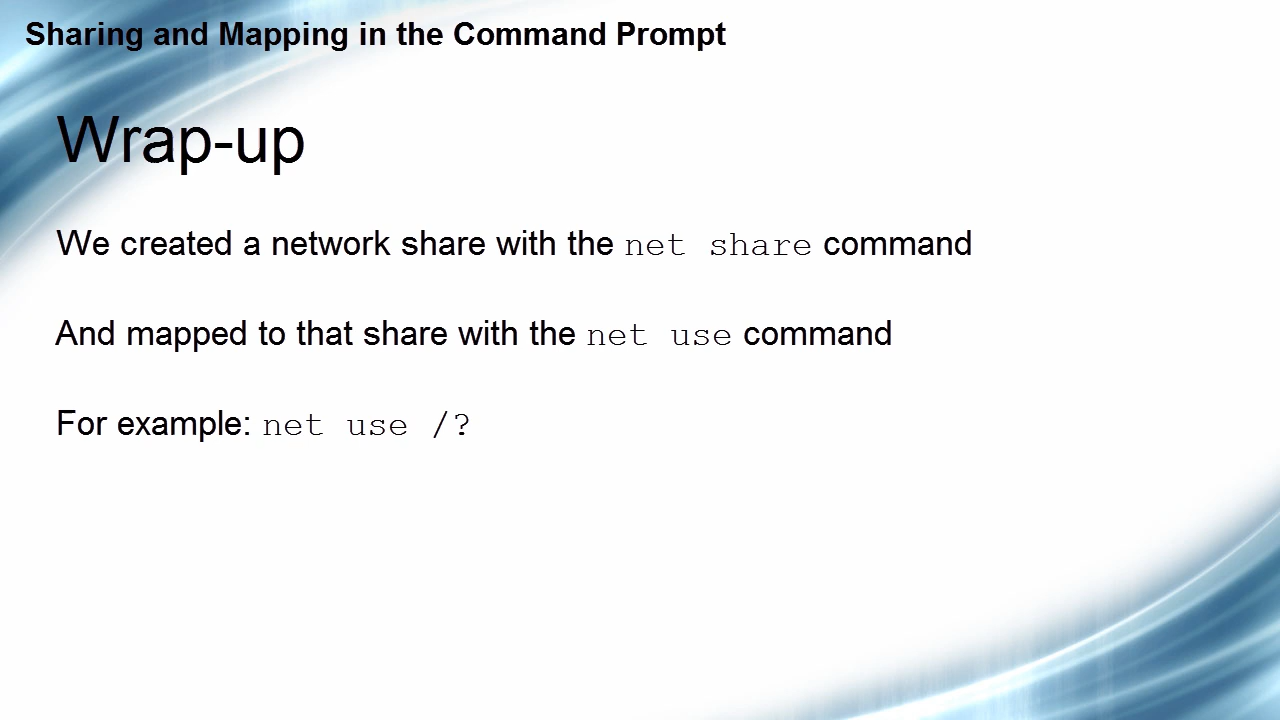 Sharing and Mapping in the Command Prompt
Wrap-up
We created a network share with the net share command
And mapped to that share with the net use command
For example: net use /?